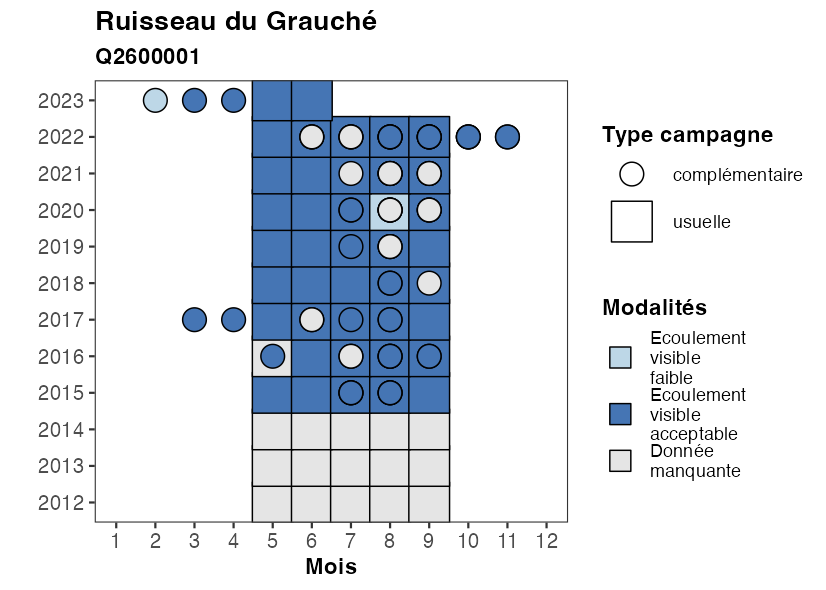 Ruisseau du Grauché
Q2600001
2023
2022
2021
2020
2019
2018
2017
2016
2015
2014
2013
2012
1 2 3 4 5 6 7 8 9 10 11 12
Mois
Type campagne
complémentaire
usuelle
Modalités
Ecoulement
visible
faible
Ecoulement
visible
acceptable
Donnée
manquante